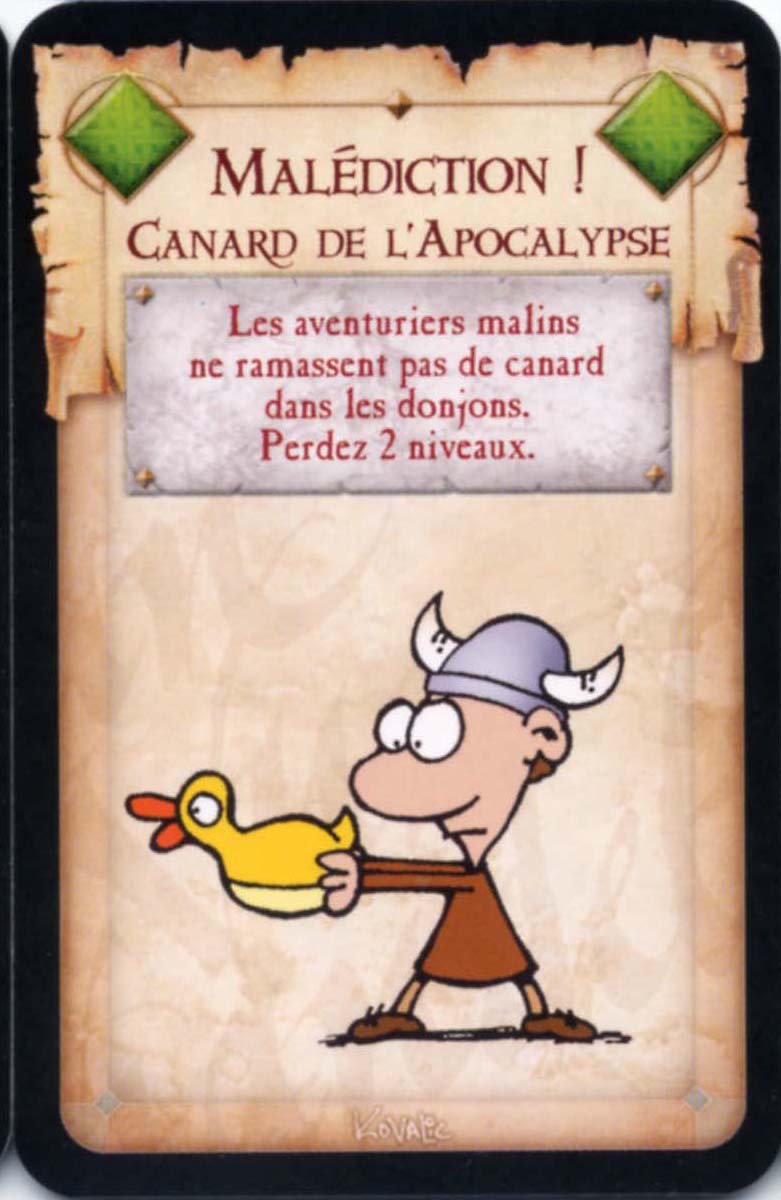 Malédiction !
Canard de l'Apocalypse
Les aventuriers malins
ne ramassent pas de canard
dans les donjons.
Perdez 2 niveaux.
Kovalic